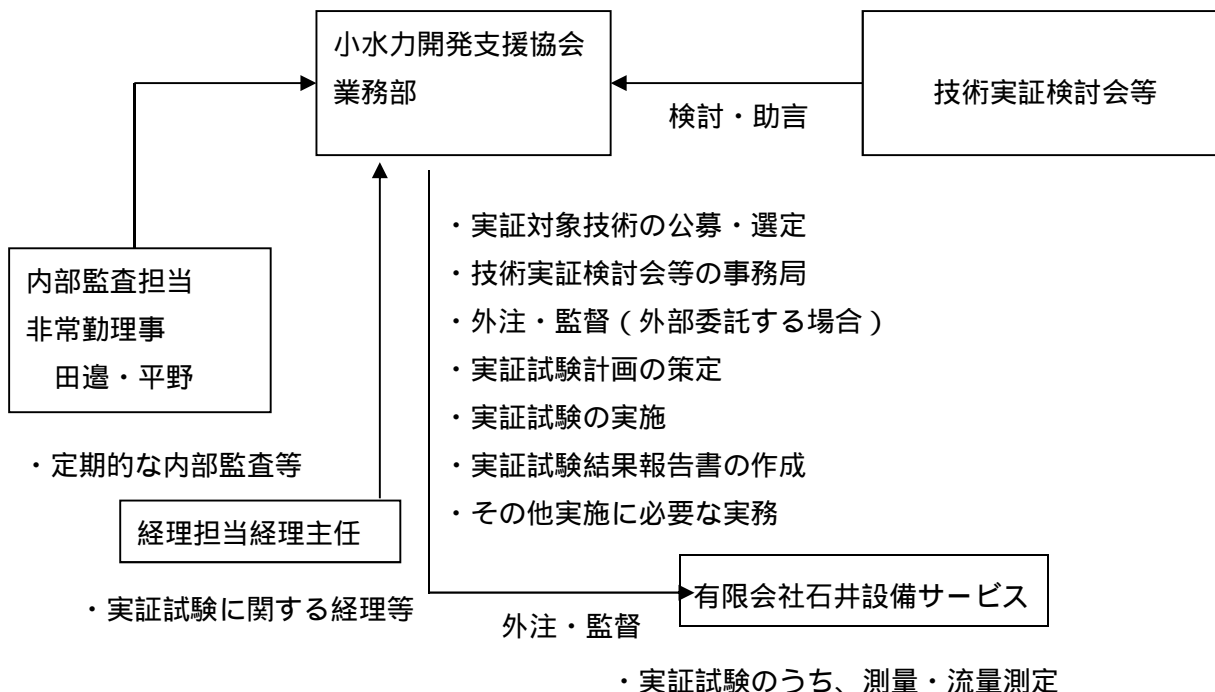 小水力開発支援協会
業務部
技術実証検討会等
検討・助言
・実証対象技術の公募・選定
・技術実証検討会等の事務局
・外注・監督（外部委託する場合）
・実証試験計画の策定
・実証試験の実施
・実証試験結果報告書の作成
・その他実施に必要な実務
内部監査担当
非常勤理事
田邉・平野
・定期的な内部監査等
経理担当経理主任
・実証試験に関する経理等
外注・監督
有限会社石井設備サービス
・実証試験のうち、測量・流量測定